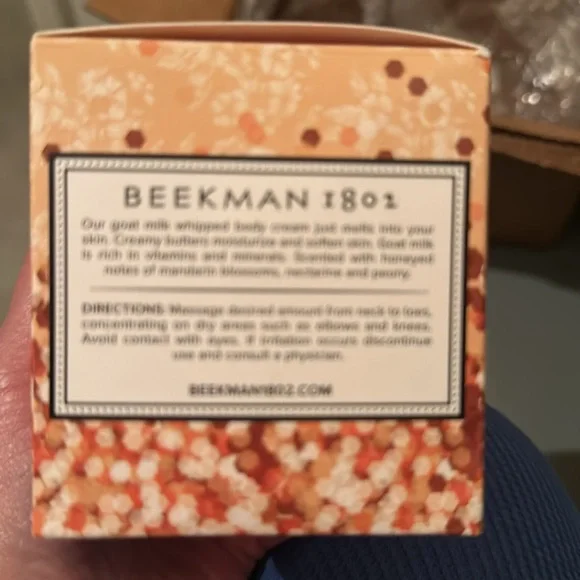 BEEKMAN 1802
Our goat milk whipped body cream just melts into your
skin. Creamy butters moisturize and soften skin. Goat milk
is rich in vitamins and minerals. Scented with honeyed
notes of mandarin blossoms, nectarine and peony.
DIRECTIONS: Massage desired amount from neck to toes,
concentrating on dry areas such as elbows and knees.
Avoid contact with eyes. If irritation occurs discontinue
use and consult a physician.
BEEKMAN1802.COM